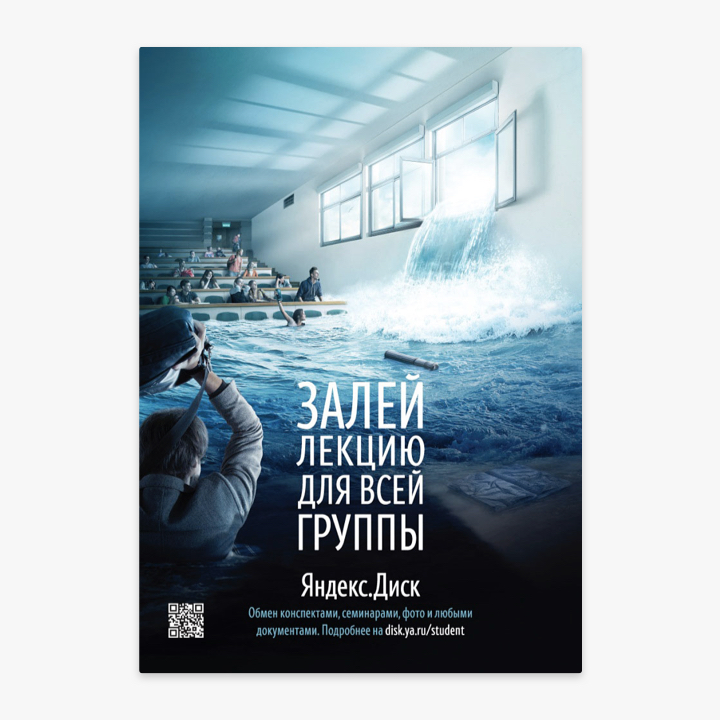 ЗАЛЕЙ
ЛЕКЦИЮ
ДЛЯ ВСЕЙ
ГРУППЫ
Яндекс.Диск
Обмен конспектами, семинарами, фото и любыми
документами. Подробнее на disk.ya.ru/student